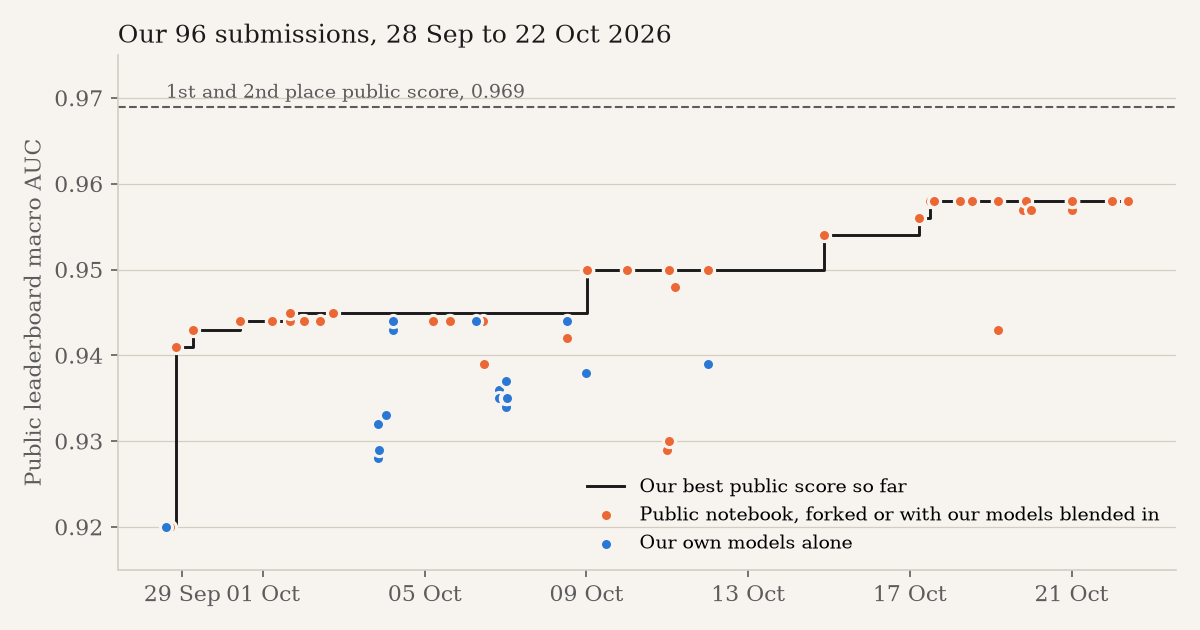 Our 96 submissions, 28 Sep to 22 Oct 2026
1st and 2nd place public score, 0.969
Public leaderboard macro AUC
0.97
0.96
0.95
0.94
0.93
0.92
Our best public score so far
Public notebook, forked or with our models blended in
Our own models alone
29 Sep 01 Oct 05 Oct 09 Oct 13 Oct 17 Oct 21 Oct